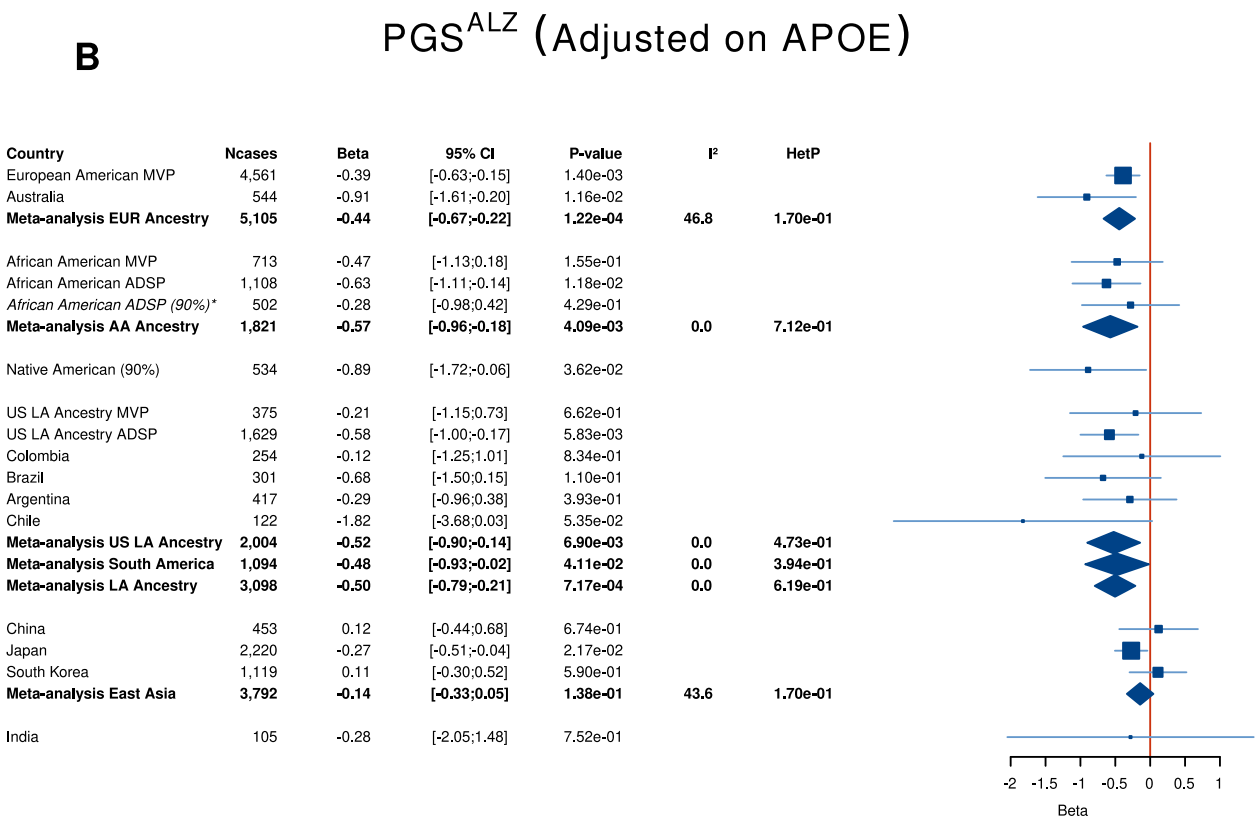 PGS^ALZ (Adjusted on APOE)
B
Country Ncases Beta 95% CI P-value I² HetP
European American MVP 4,561 -0.39 [-0.63;-0.15] 1.40e-03
Australia 544 -0.91 [-1.61;-0.20] 1.16e-02
Meta-analysis EUR Ancestry 5,105 -0.44 [-0.67;-0.22] 1.22e-04 46.8 1.70e-01
African American MVP 713 -0.47 [-1.13;0.18] 1.55e-01
African American ADSP 1,108 -0.63 [-1.11;-0.14] 1.18e-02
African American ADSP (90%)* 502 -0.28 [-0.98;0.42] 4.29e-01
Meta-analysis AA Ancestry 1,821 -0.57 [-0.96;-0.18] 4.09e-03 0.0 7.12e-01
Native American (90%) 534 -0.89 [-1.72;-0.06] 3.62e-02
US LA Ancestry MVP 375 -0.21 [-1.15;0.73] 6.62e-01
US LA Ancestry ADSP 1,629 -0.58 [-1.00;-0.17] 5.83e-03
Colombia 254 -0.12 [-1.25;1.01] 8.34e-01
Brazil 301 -0.68 [-1.50;0.15] 1.10e-01
Argentina 417 -0.29 [-0.96;0.38] 3.93e-01
Chile 122 -1.82 [-3.68;0.03] 5.35e-02
Meta-analysis US LA Ancestry 2,004 -0.52 [-0.90;-0.14] 6.90e-03 0.0 4.73e-01
Meta-analysis South America 1,094 -0.48 [-0.93;-0.02] 4.11e-02 0.0 3.94e-01
Meta-analysis LA Ancestry 3,098 -0.50 [-0.79;-0.21] 7.17e-04 0.0 6.19e-01
China 453 0.12 [-0.44;0.68] 6.74e-01
Japan 2,220 -0.27 [-0.51;-0.04] 2.17e-02
South Korea 1,119 0.11 [-0.30;0.52] 5.90e-01
Meta-analysis East Asia 3,792 -0.14 [-0.33;0.05] 1.38e-01 43.6 1.70e-01
India 105 -0.28 [-2.05;1.48] 7.52e-01
-2 -1.5 -1 -0.5 0 0.5 1
Beta